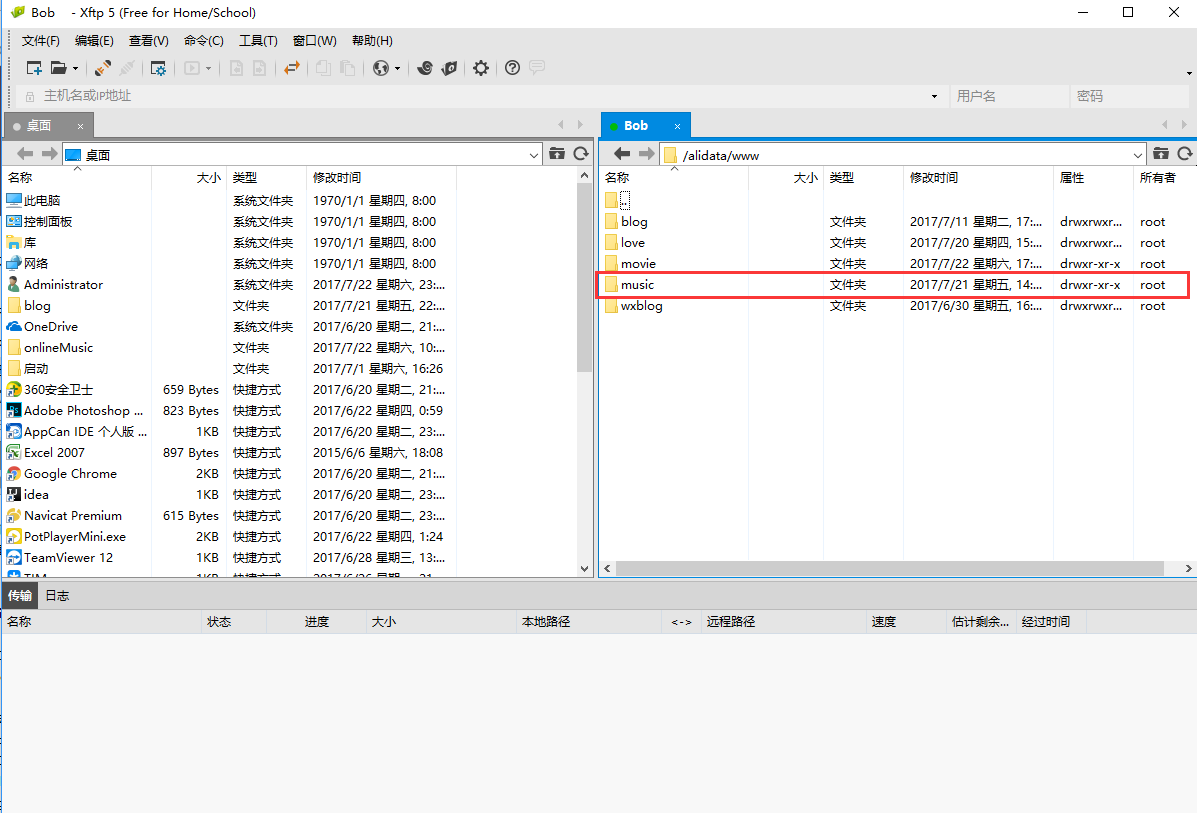 Bob - Xftp 5 (Free for Home/School)
文件(F) 编辑(E) 查看(V) 命令(C) 工具(T) 窗口(W) 帮助(H)
主机名或IP地址 用户名 密码
桌面
桌面
名称 大小 类型 修改时间
此电脑 系统文件夹 1970/1/1 星期四, 8:00
控制面板 系统文件夹 1970/1/1 星期四, 8:00
库 系统文件夹 1970/1/1 星期四, 8:00
网络 系统文件夹 1970/1/1 星期四, 8:00
Administrator 系统文件夹 2017/7/22 星期六, 23:...
blog 文件夹 2017/7/21 星期五, 22:...
OneDrive 系统文件夹 2017/6/20 星期二, 21:...
onlineMusic 文件夹 2017/7/22 星期六, 10:...
启动 文件夹 2017/7/1 星期六, 16:26
360安全卫士 659 Bytes 快捷方式 2017/6/20 星期二, 21:...
Adobe Photoshop ... 823 Bytes 快捷方式 2017/6/22 星期四, 0:59
AppCan IDE 个人版 ... 1KB 快捷方式 2017/6/20 星期二, 23:...
Excel 2007 897 Bytes 快捷方式 2015/6/6 星期六, 18:08
Google Chrome 2KB 快捷方式 2017/6/20 星期二, 21:...
idea 1KB 快捷方式 2017/6/20 星期二, 23:...
Navicat Premium 615 Bytes 快捷方式 2017/6/20 星期二, 23:...
PotPlayerMini.exe 2KB 快捷方式 2017/6/22 星期四, 1:24
TeamViewer 12 1KB 快捷方式 2017/6/28 星期三, 13:...
Bob
/alidata/www
名称 大小 类型 修改时间 属性 所有者
..
blog 文件夹 2017/7/11 星期二, 17:... drwxrwxr... root
love 文件夹 2017/7/20 星期四, 15:... drwxrwxr... root
movie 文件夹 2017/7/22 星期六, 17:... drwxr-xr-x root
music 文件夹 2017/7/21 星期五, 14:... drwxr-xr-x root
wxblog 文件夹 2017/6/30 星期五, 16:... drwxrwxr... root
传输 日志
名称 状态 进度 大小 本地路径 <-> 远程路径 速度 估计剩余... 经过时间